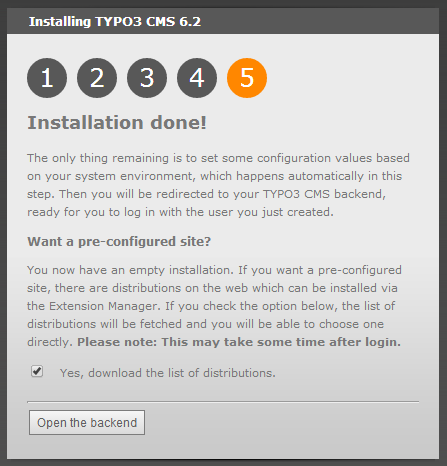 Installing TYPO3 CMS 6.2
1 2 3 4 5
Installation done!
The only thing remaining is to set some configuration values based
on your system environment, which happens automatically in this
step. Then you will be redirected to your TYPO3 CMS backend,
ready for you to log in with the user you just created.
Want a pre-configured site?
You now have an empty installation. If you want a pre-configured
site, there are distributions on the web which can be installed via
the Extension Manager. If you check the option below, the list of
distributions will be fetched and you will be able to choose one
directly. Please note: This may take some time after login.
Yes, download the list of distributions.
Open the backend